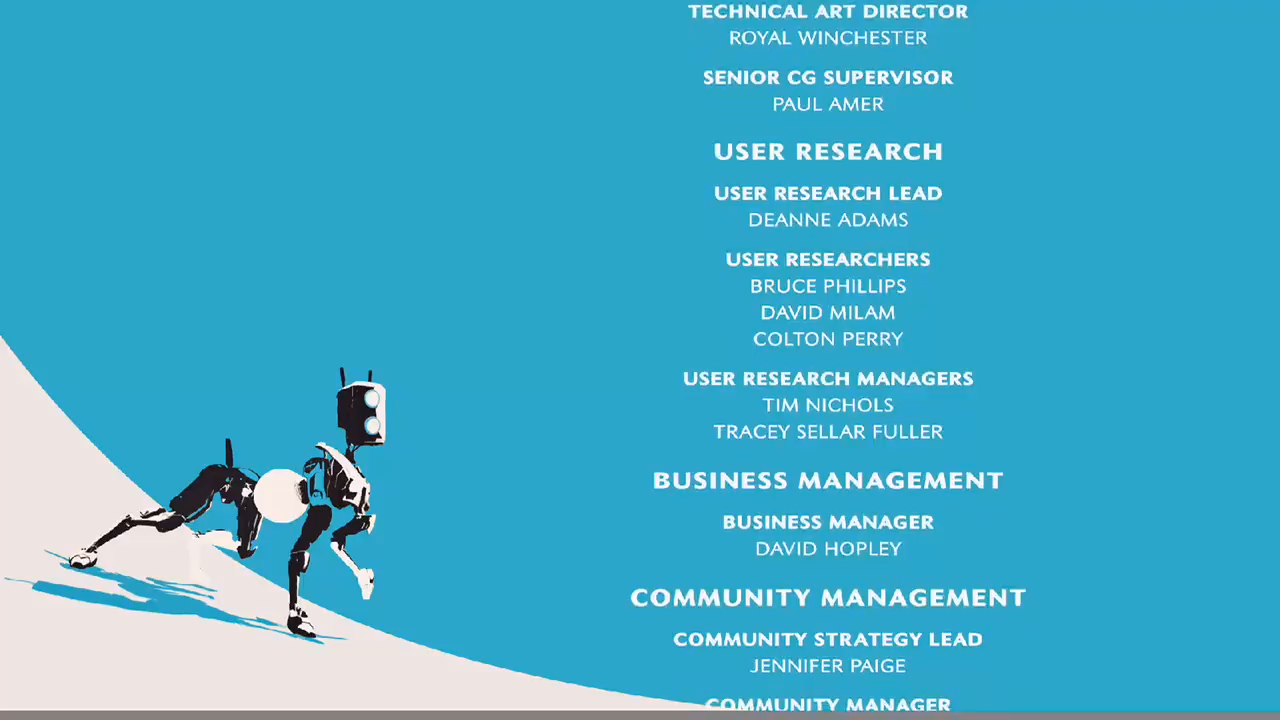 TECHNICAL ART DIRECTOR
ROYAL WINCHESTER
SENIOR CG SUPERVISOR
PAUL AMER
USER RESEARCH
USER RESEARCH LEAD
DEANNE ADAMS
USER RESEARCHERS
BRUCE PHILLIPS
DAVID MILAM
COLTON PERRY
USER RESEARCH MANAGERS
TIM NICHOLS
TRACEY SELLAR FULLER
BUSINESS MANAGEMENT
BUSINESS MANAGER
DAVID HOPLEY
COMMUNITY MANAGEMENT
COMMUNITY STRATEGY LEAD
JENNIFER PAIGE
COMMUNITY MANAGER